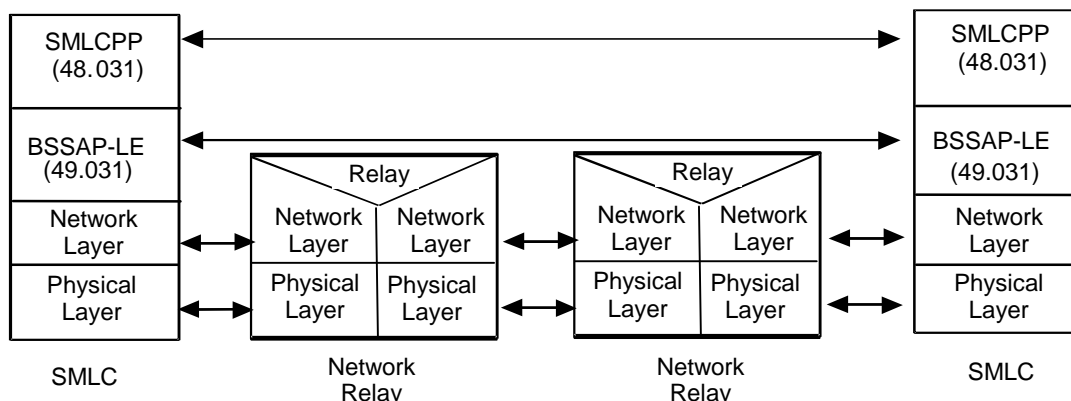 SMLCPP
(48.031)
BSSAP-LE
(49.031)
Network
Layer
Physical
Layer
SMLC
Relay
Network
Layer
Network
Layer
Physical
Layer
Physical
Layer
Network
Relay
Relay
Network
Layer
Network
Layer
Physical
Layer
Physical
Layer
Network
Relay
SMLCPP
(48.031)
BSSAP-LE
(49.031)
Network
Layer
Physical
Layer
SMLC